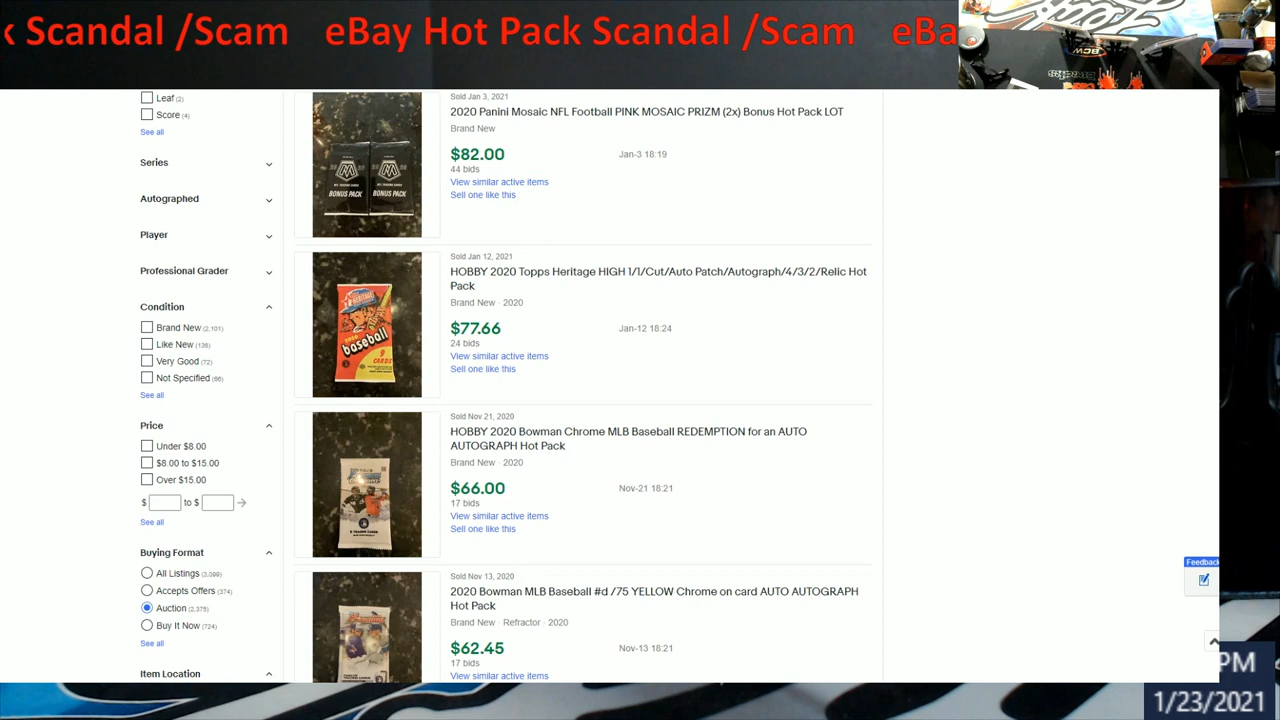 k Scandal /Scam eBay Hot Pack Scandal /Scam eBa
BCW
Leaf (2)
Score (4)
See all
Series
Autographed
Player
Professional Grader
Condition
Brand New (2,101)
Like New (136)
Very Good (72)
Not Specified (66)
See all
Price
Under $8.00
$8.00 to $15.00
Over $15.00
$ to $
See all
Buying Format
All Listings (3,099)
Accepts Offers (374)
Auction (2,375)
Buy It Now (724)
See all
Item Location
Sold Jan 3, 2021
2020 Panini Mosaic NFL Football PINK MOSAIC PRIZM (2x) Bonus Hot Pack LOT
Brand New
$82.00 Jan-3 18:19
44 bids
View similar active items
Sell one like this
BONUS PACK BONUS PACK
Sold Jan 12, 2021
HOBBY 2020 Topps Heritage HIGH 1/1/Cut/Auto Patch/Autograph/4/3/2/Relic Hot
Pack
Brand New · 2020
$77.66 Jan-12 18:24
24 bids
View similar active items
Sell one like this
baseball
9
CARDS
Sold Nov 21, 2020
HOBBY 2020 Bowman Chrome MLB Baseball REDEMPTION for an AUTO
AUTOGRAPH Hot Pack
Brand New · 2020
$66.00 Nov-21 18:21
17 bids
View similar active items
Sell one like this
Sold Nov 13, 2020
2020 Bowman MLB Baseball #d /75 YELLOW Chrome on card AUTO AUTOGRAPH
Hot Pack
Brand New · Refractor · 2020
$62.45 Nov-13 18:21
17 bids
View similar active items
Feedback
PM
1/23/2021